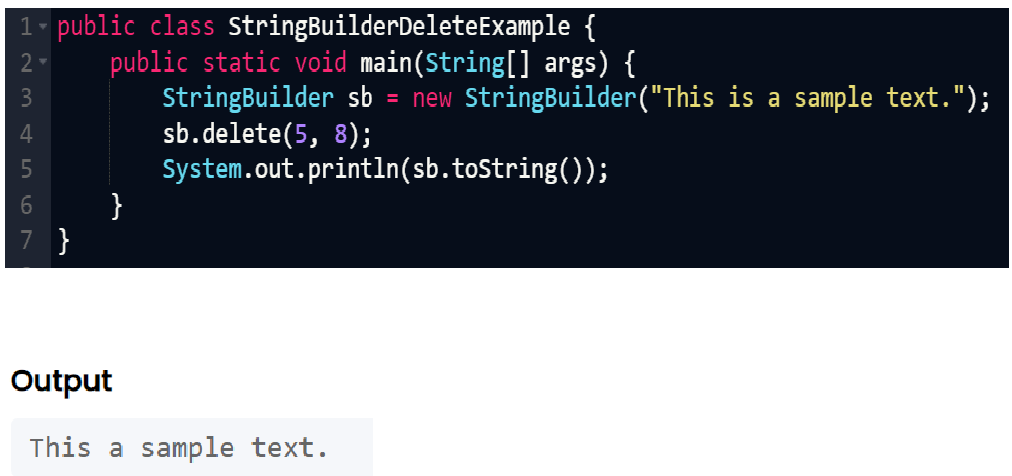 1 public class StringBuilderDeleteExample {
2     public static void main(String[] args) {
3         StringBuilder sb = new StringBuilder("This is a sample text.");
4         sb.delete(5, 8);
5         System.out.println(sb.toString());
6     }
7 }
Output
This a sample text.